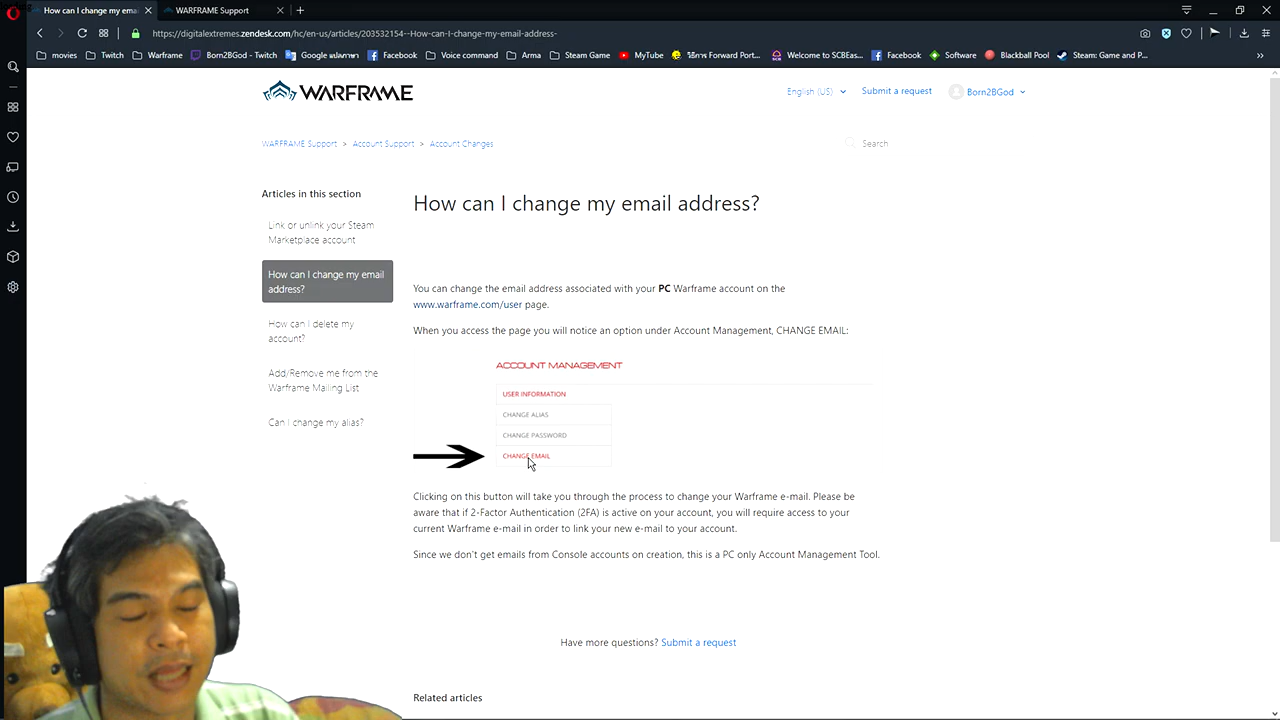 How can I change my emai
WARFRAME Support
https://digitalextremes.zendesk.com/hc/en-us/articles/203532154--How-can-I-change-my-email-address-
movies
Twitch
Warframe
Born2BGod - Twitch
Facebook
Voice command
Arma
Steam Game
MyTube
Welcome to SCBEas...
Facebook
Software
Blackball Pool
Steam: Game and P...
WARFRAME
English (US)
Submit a request
Born2BGod
WARFRAME Support > Account Support > Account Changes
Search
Articles in this section
Link or unlink your Steam
Marketplace account
How can I change my email
address?
How can I delete my
account?
Add/Remove me from the
Warframe Mailing List
Can I change my alias?
How can I change my email address?
You can change the email address associated with your PC Warframe account on the
www.warframe.com/user page.
When you access the page you will notice an option under Account Management, CHANGE EMAIL:
ACCOUNT MANAGEMENT
USER INFORMATION
CHANGE ALIAS
CHANGE PASSWORD
CHANGE EMAIL
Clicking on this button will take you through the process to change your Warframe e-mail. Please be
aware that if 2-Factor Authentication (2FA) is active on your account, you will require access to your
current Warframe e-mail in order to link your new e-mail to your account.
Since we don't get emails from Console accounts on creation, this is a PC only Account Management Tool.
Have more questions? Submit a request
Related articles